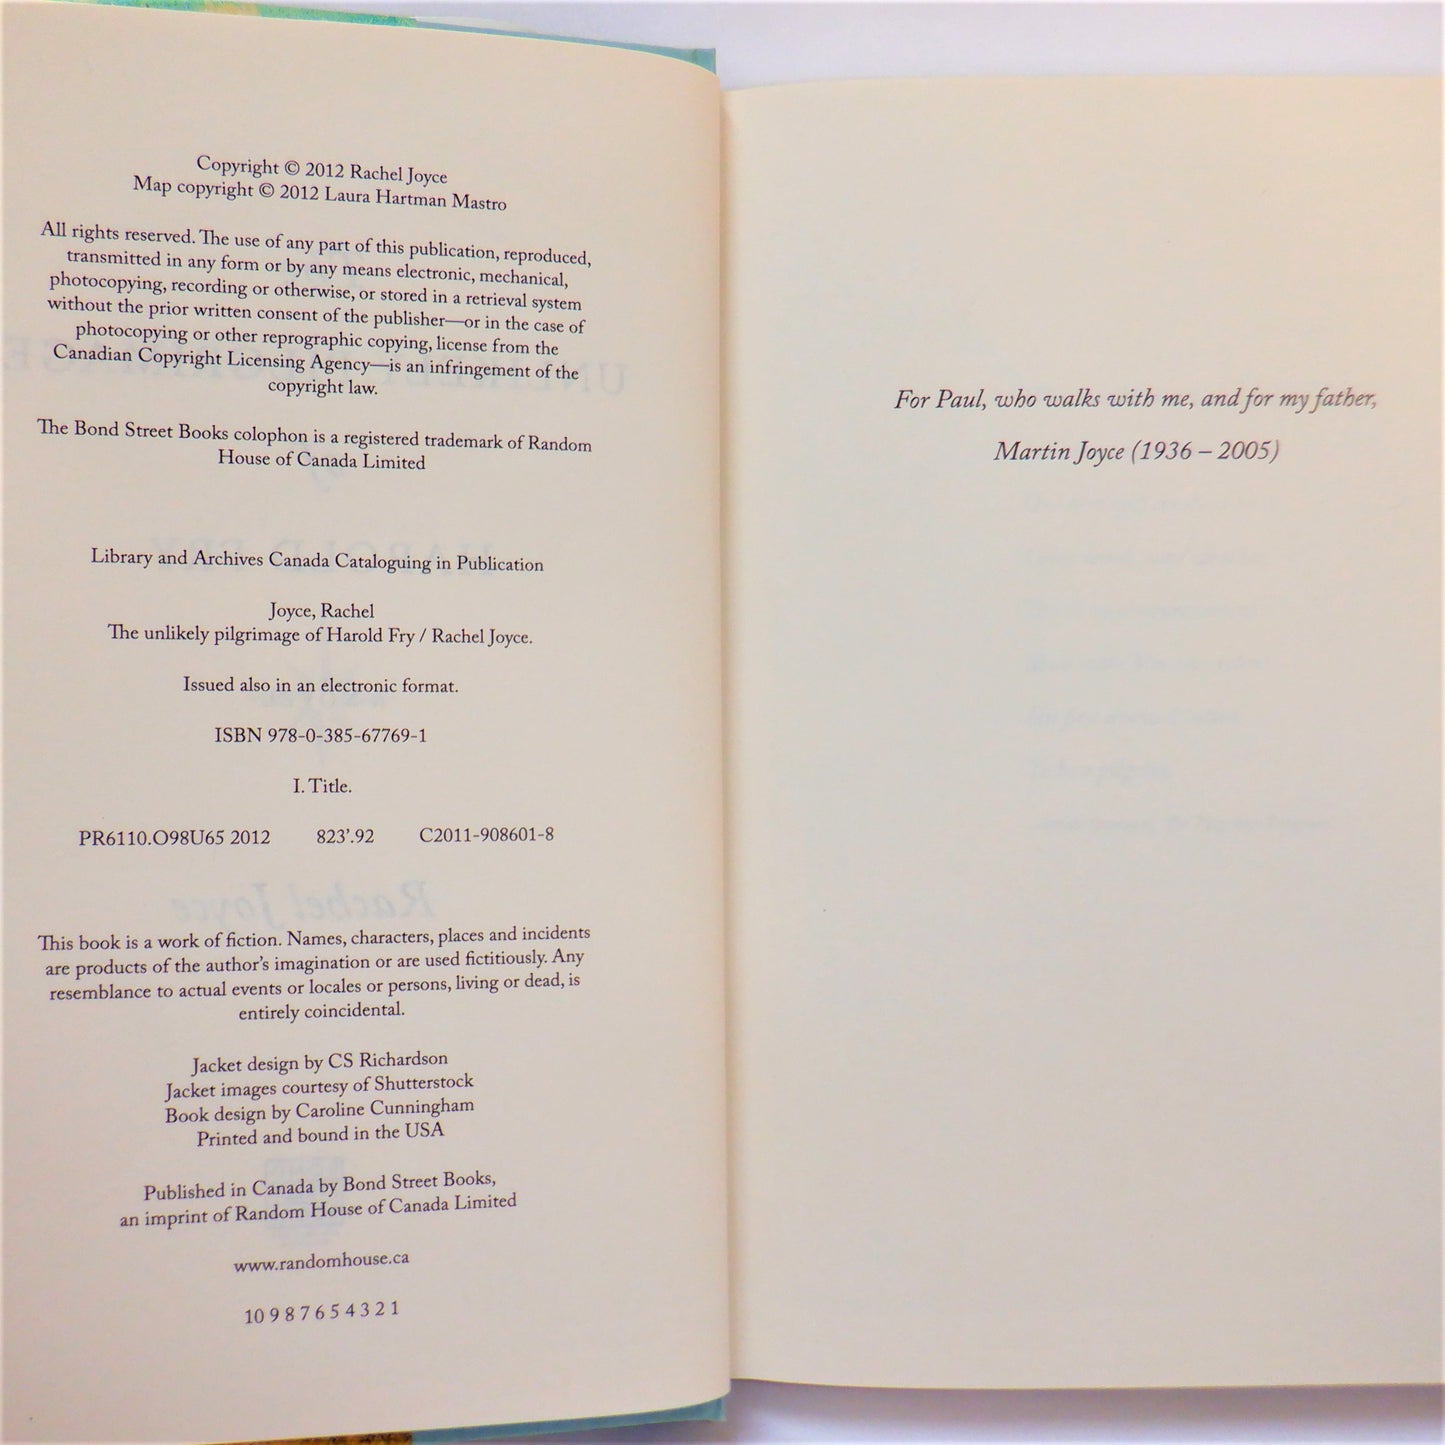 Copyright © 2012 Rachel Joyce
Map copyright © 2012 Laura Hartman Mastro
All rights reserved. The use of any part of this publication, reproduced,
transmitted in any form or by any means electronic, mechanical,
photocopying, recording or otherwise, or stored in a retrieval system
without the prior written consent of the publisher—or in the case of
photocopying or other reprographic copying, license from the
Canadian Copyright Licensing Agency—is an infringement of the
copyright law.
The Bond Street Books colophon is a registered trademark of Random
House of Canada Limited
Library and Archives Canada Cataloguing in Publication
Joyce, Rachel
The unlikely pilgrimage of Harold Fry / Rachel Joyce.
Issued also in an electronic format.
ISBN 978-0-385-67769-1
I. Title.
PR6110.O98U65 2012 823'.92 C2011-908601-8
This book is a work of fiction. Names, characters, places and incidents
are products of the author's imagination or are used fictitiously. Any
resemblance to actual events or locales or persons, living or dead, is
entirely coincidental.
Jacket design by CS Richardson
Jacket images courtesy of Shutterstock
Book design by Caroline Cunningham
Printed and bound in the USA
Published in Canada by Bond Street Books,
an imprint of Random House of Canada Limited
www.randomhouse.ca
10 9 8 7 6 5 4 3 2 1
For Paul, who walks with me, and for my father,
Martin Joyce (1936 – 2005)